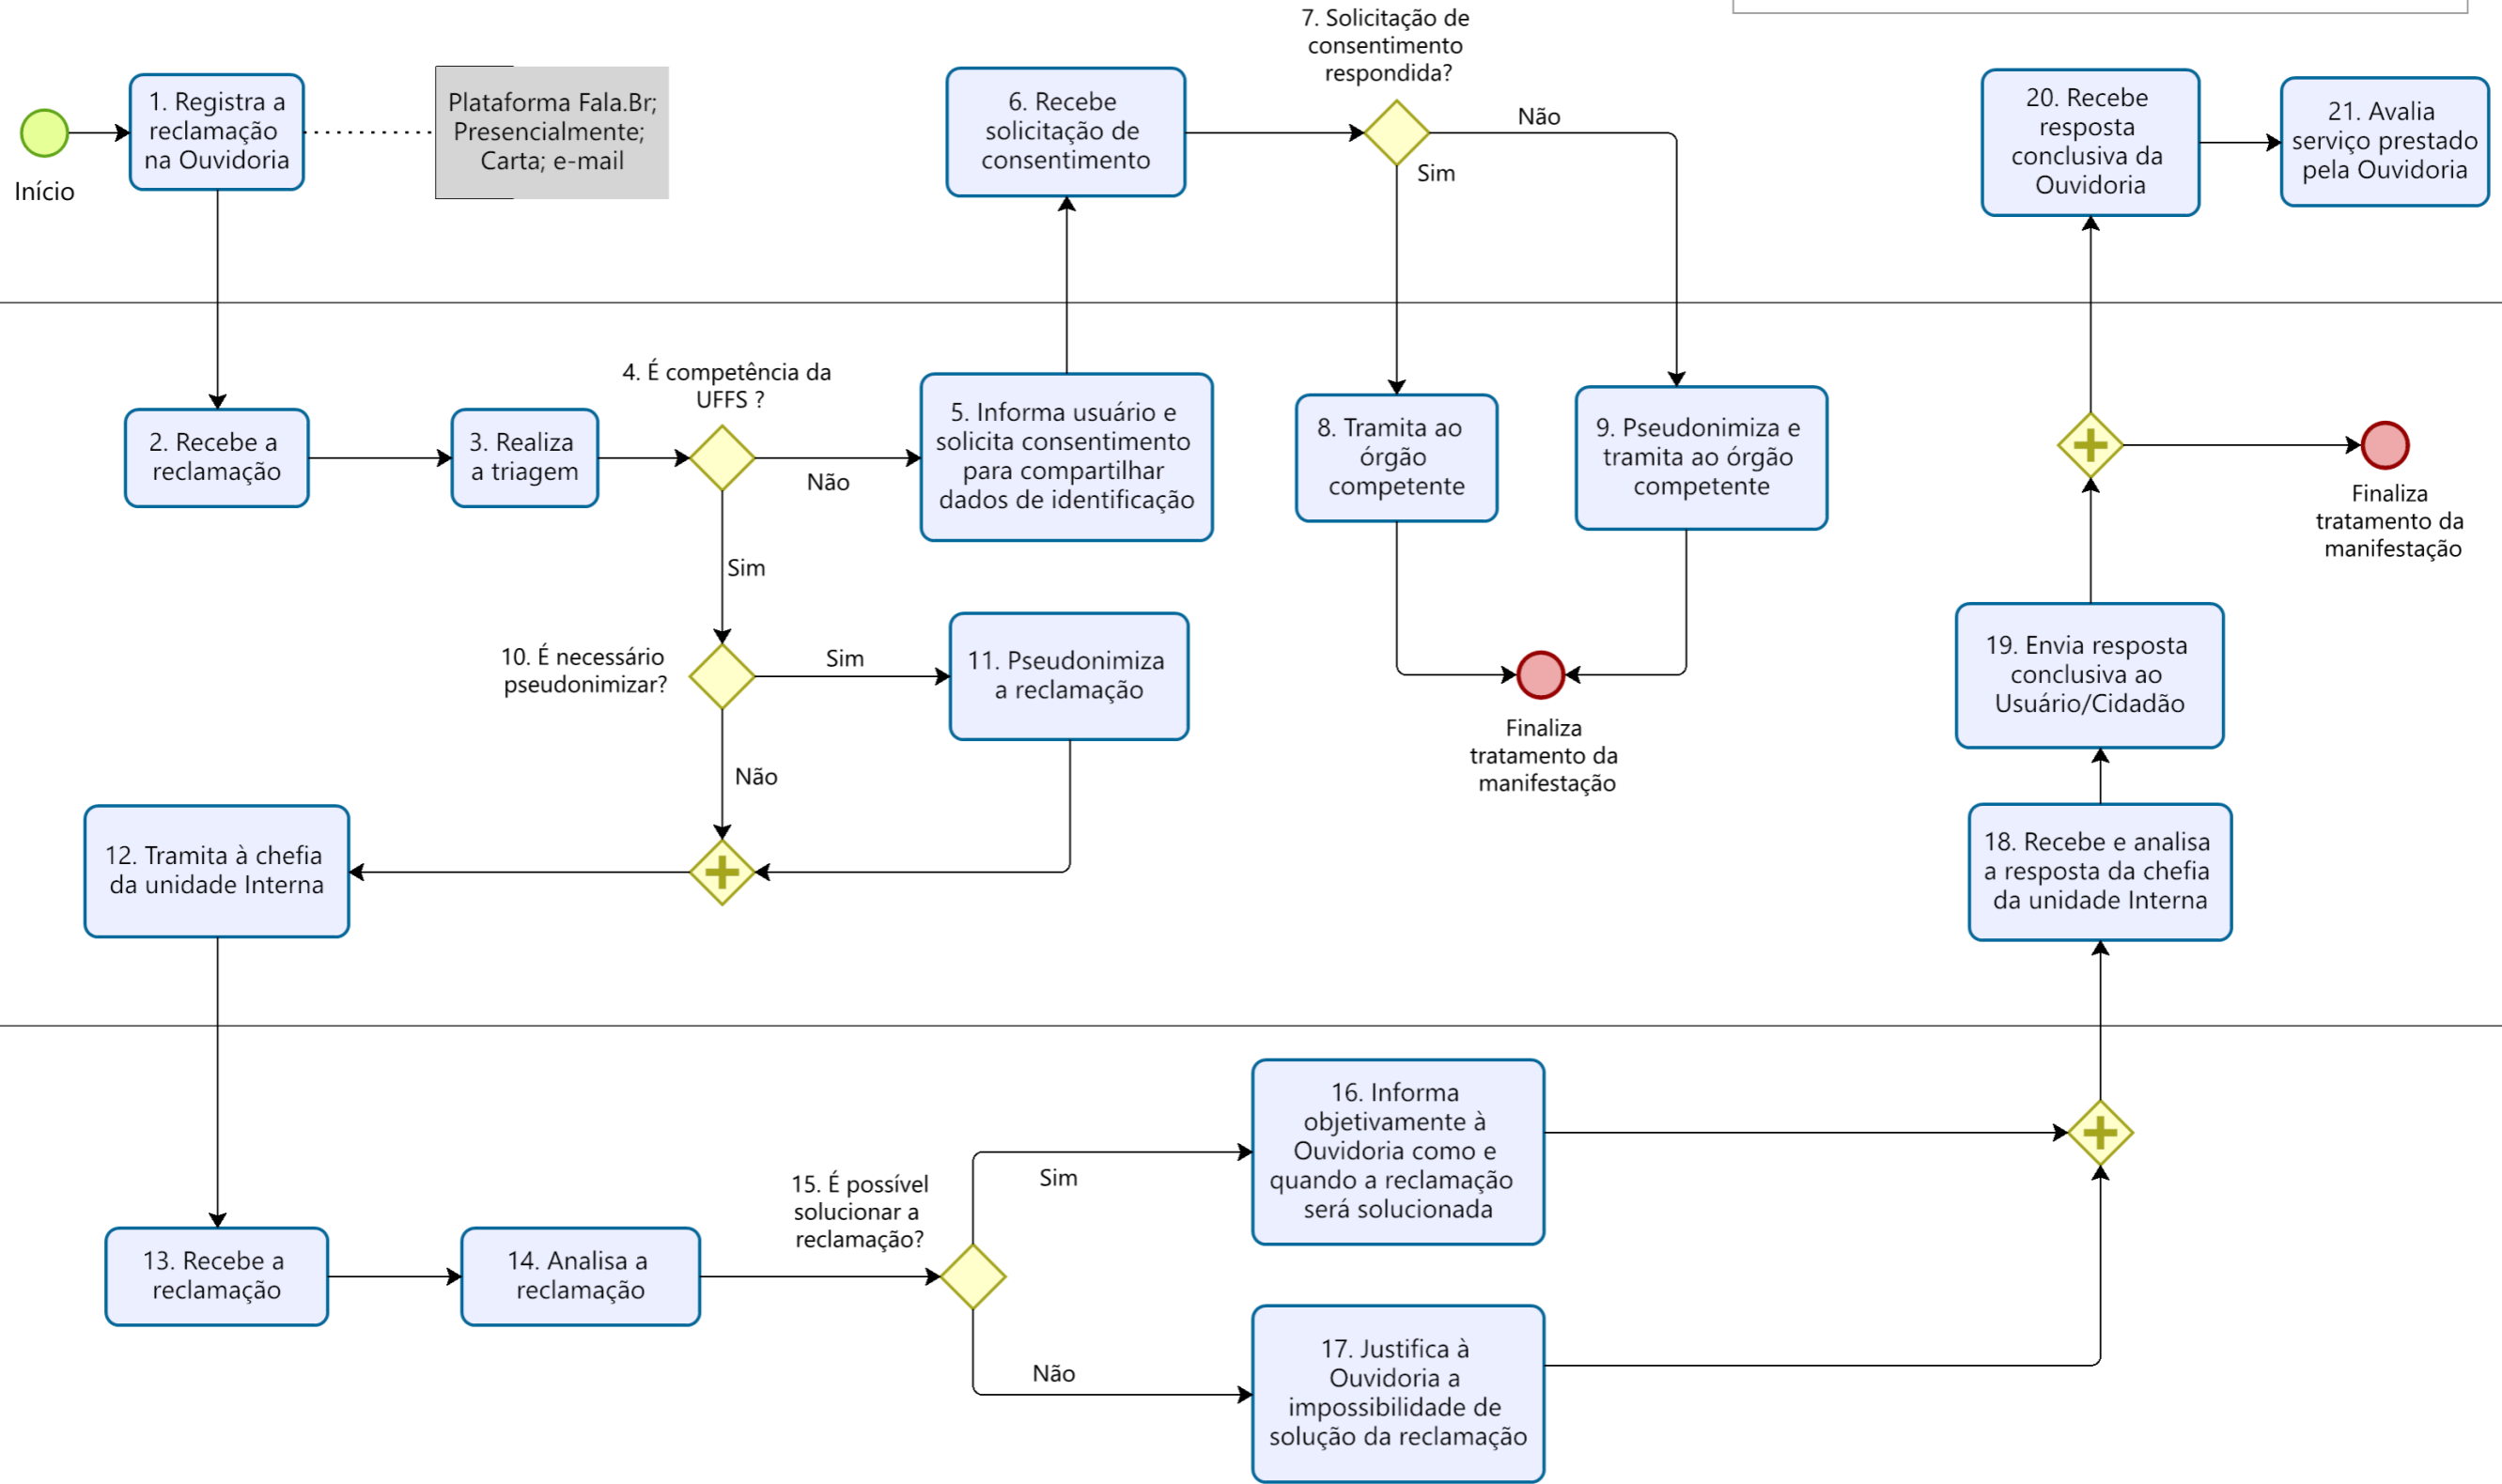 Início
1. Registra a
reclamação
na Ouvidoria
Plataforma Fala.Br;
Presencialmente;
Carta; e-mail
2. Recebe a
reclamação
3. Realiza
a triagem
4. É competência da
UFFS ?
Não
Sim
5. Informa usuário e
solicita consentimento
para compartilhar
dados de identificação
6. Recebe
solicitação de
consentimento
7. Solicitação de
consentimento
respondida?
Não
Sim
8. Tramita ao
órgão
competente
9. Pseudonimiza e
tramita ao órgão
competente
Finaliza
tratamento da
manifestação
10. É necessário
pseudonimizar?
Sim
Não
11. Pseudonimiza
a reclamação
12. Tramita à chefia
da unidade Interna
13. Recebe a
reclamação
14. Analisa a
reclamação
15. É possível
solucionar a
reclamação?
Sim
Não
16. Informa
objetivamente à
Ouvidoria como e
quando a reclamação
será solucionada
17. Justifica à
Ouvidoria a
impossibilidade de
solução da reclamação
18. Recebe e analisa
a resposta da chefia
da unidade Interna
19. Envia resposta
conclusiva ao
Usuário/Cidadão
Finaliza
tratamento da
manifestação
20. Recebe
resposta
conclusiva da
Ouvidoria
21. Avalia
serviço prestado
pela Ouvidoria